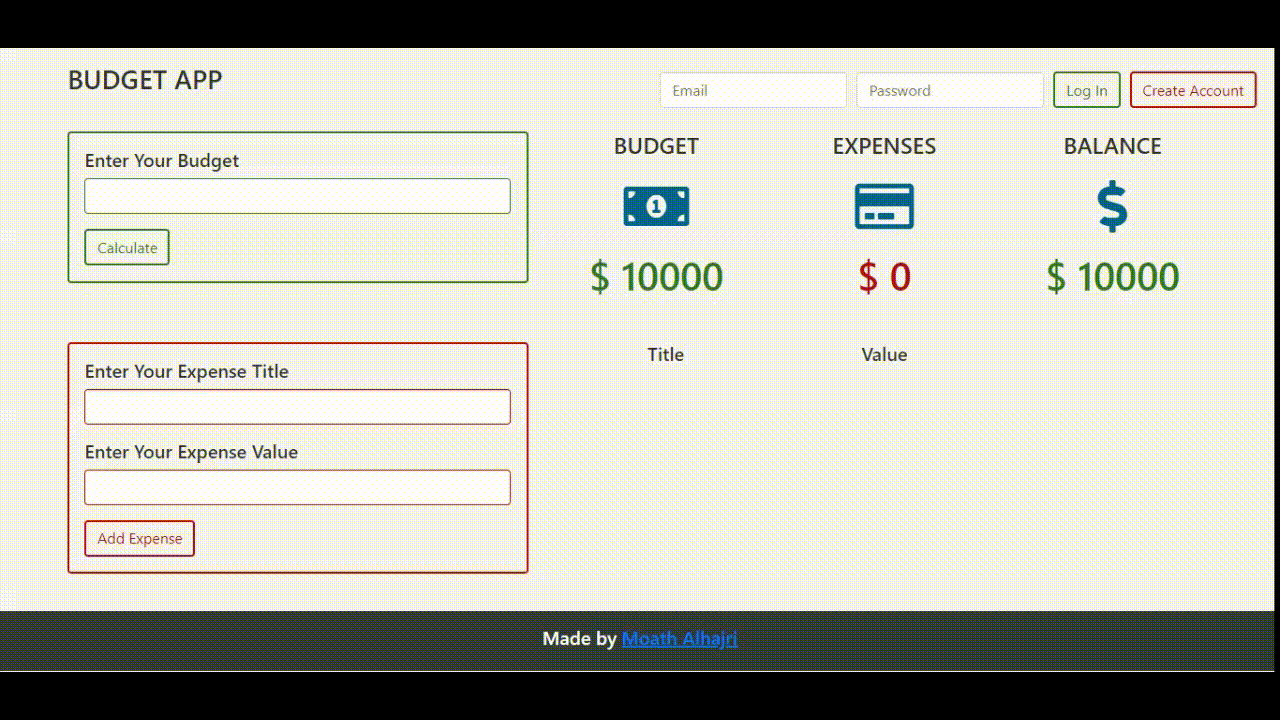 BUDGET APP
Email
Password
Log In
Create Account
Enter Your Budget
Calculate
BUDGET
EXPENSES
BALANCE
1
$ 10000
$ 0
$ 10000
Enter Your Expense Title
Enter Your Expense Value
Add Expense
Title
Value
Made by Moath Alhajri